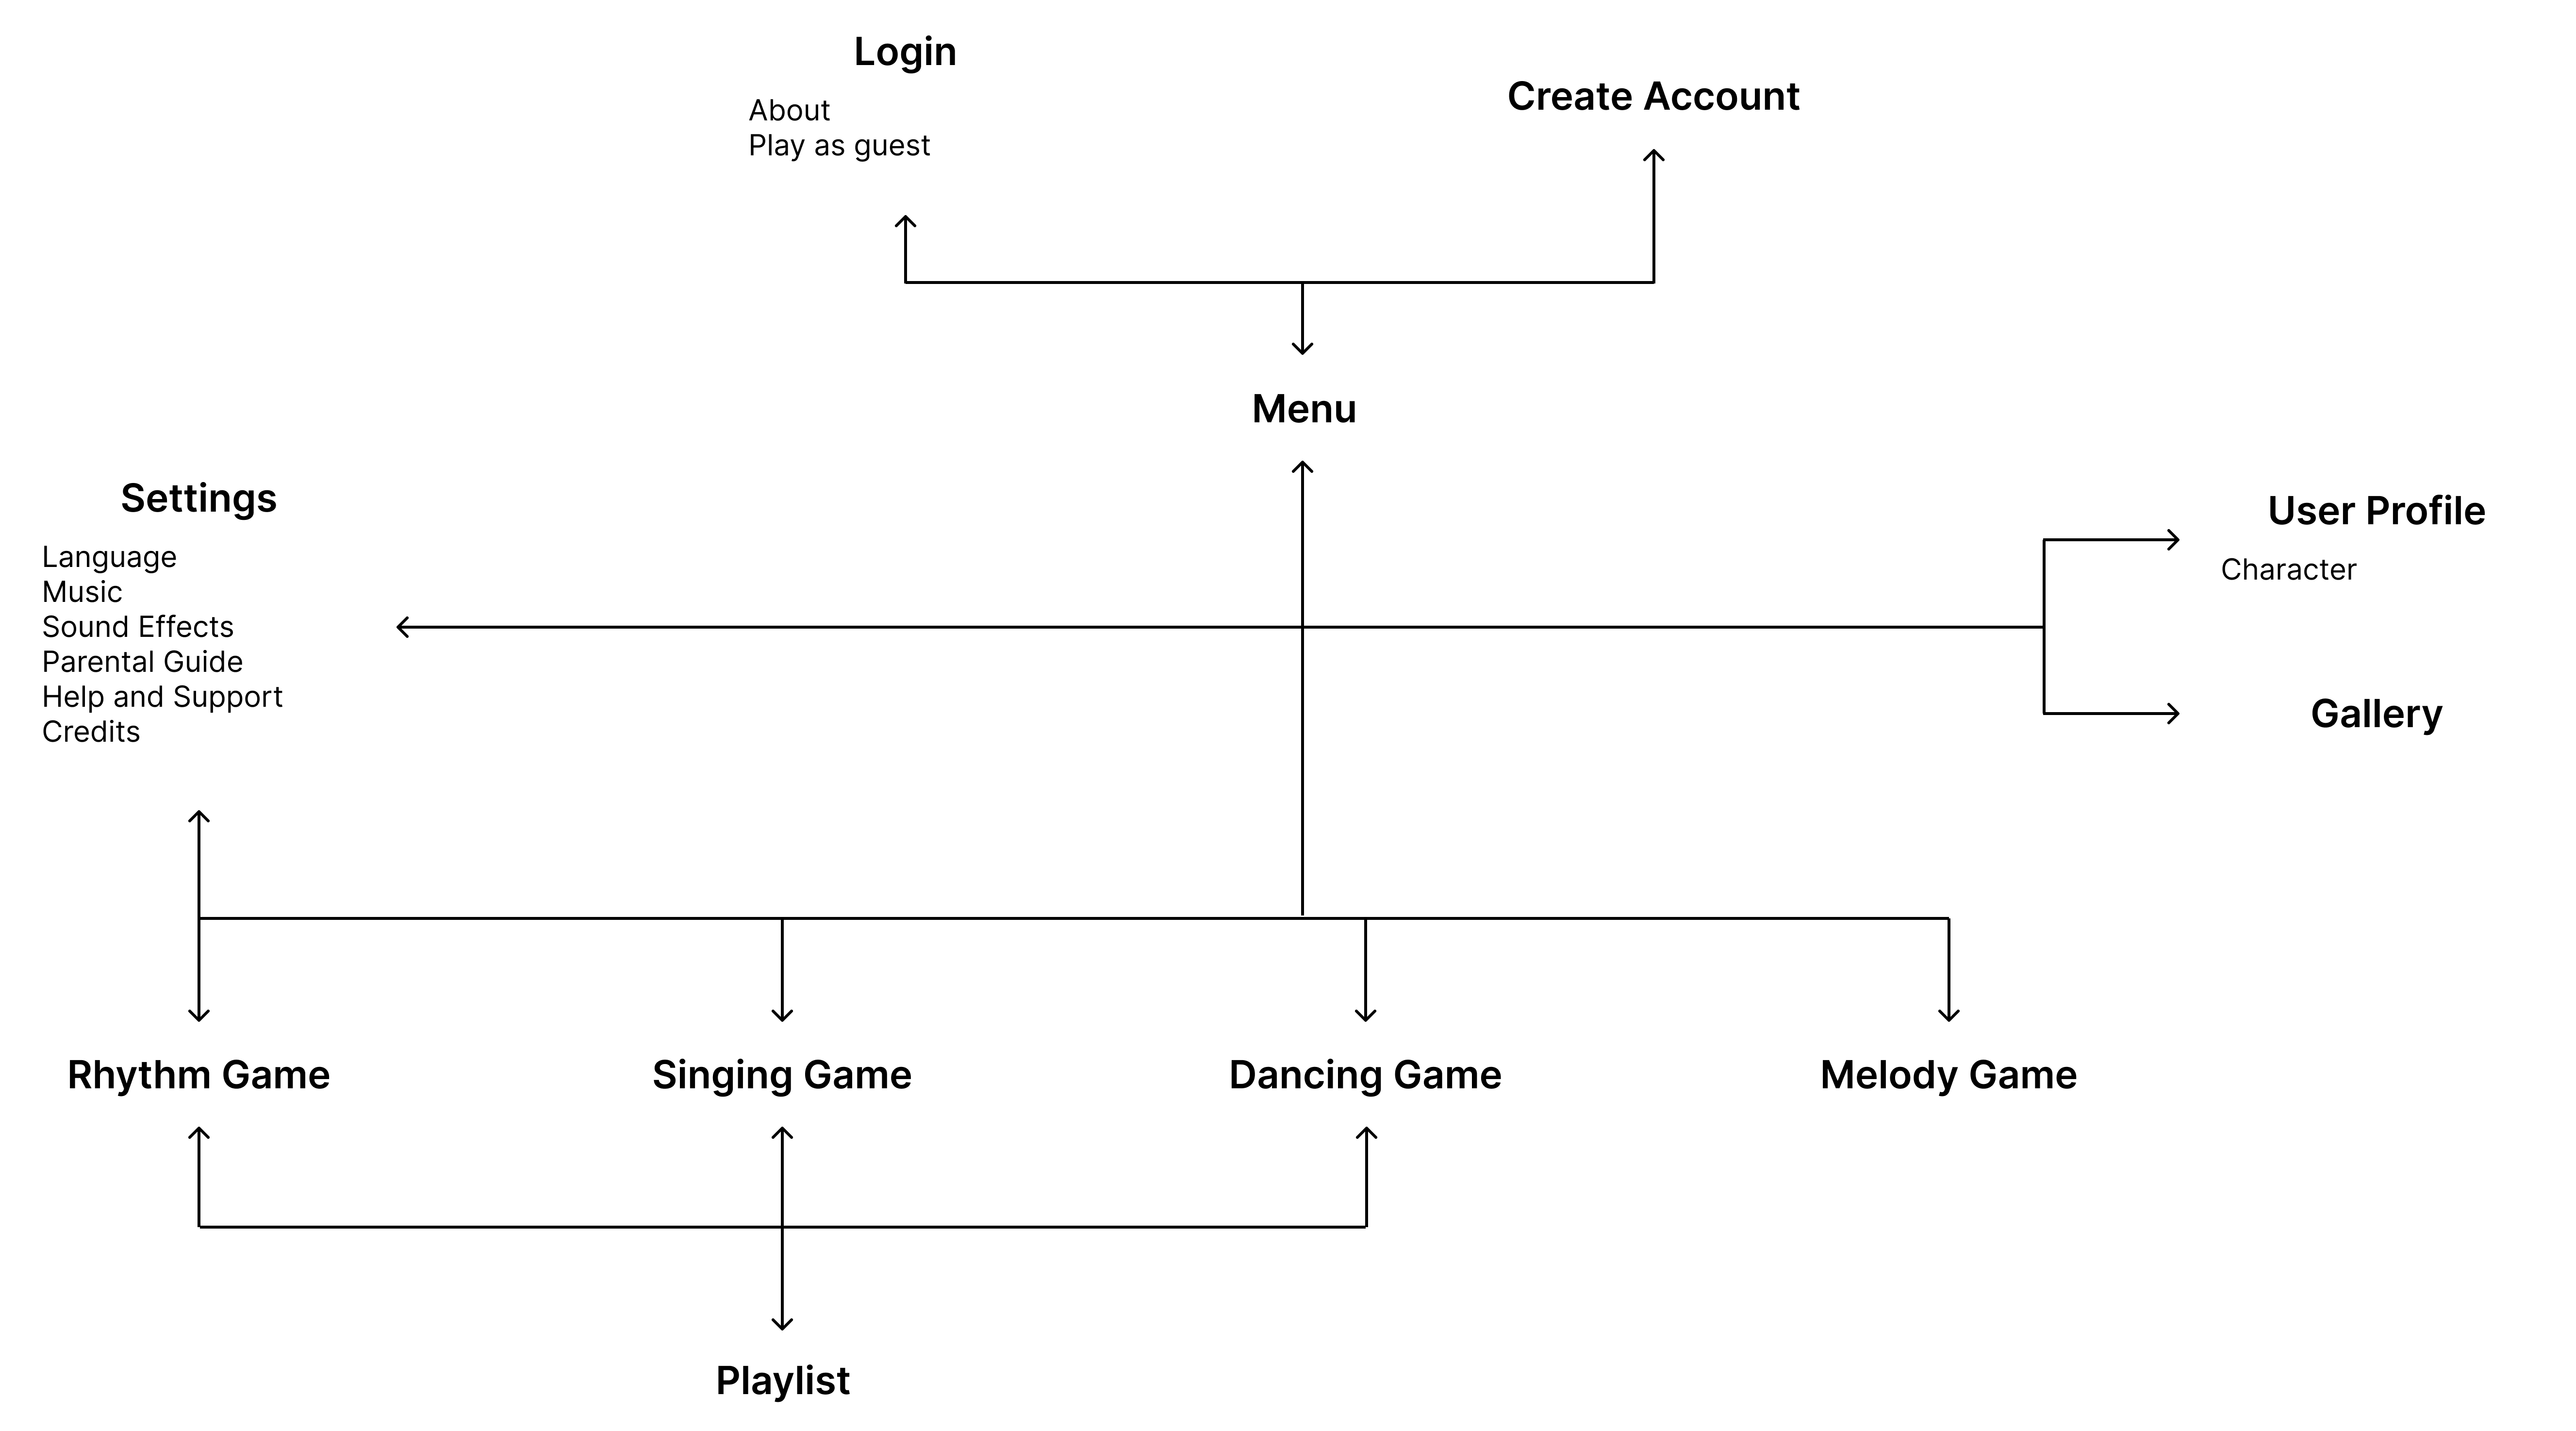 Login
About
Play as guest
Create Account
Menu
Settings
Language
Music
Sound Effects
Parental Guide
Help and Support
Credits
User Profile
Character
Gallery
Rhythm Game
Singing Game
Dancing Game
Melody Game
Playlist